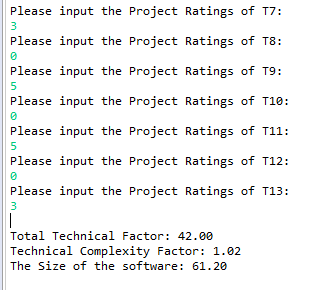 Please input the Project Ratings of T7:
3
Please input the Project Ratings of T8:
0
Please input the Project Ratings of T9:
5
Please input the Project Ratings of T10:
0
Please input the Project Ratings of T11:
5
Please input the Project Ratings of T12:
0
Please input the Project Ratings of T13:
3
Total Technical Factor: 42.00
Technical Complexity Factor: 1.02
The Size of the software: 61.20